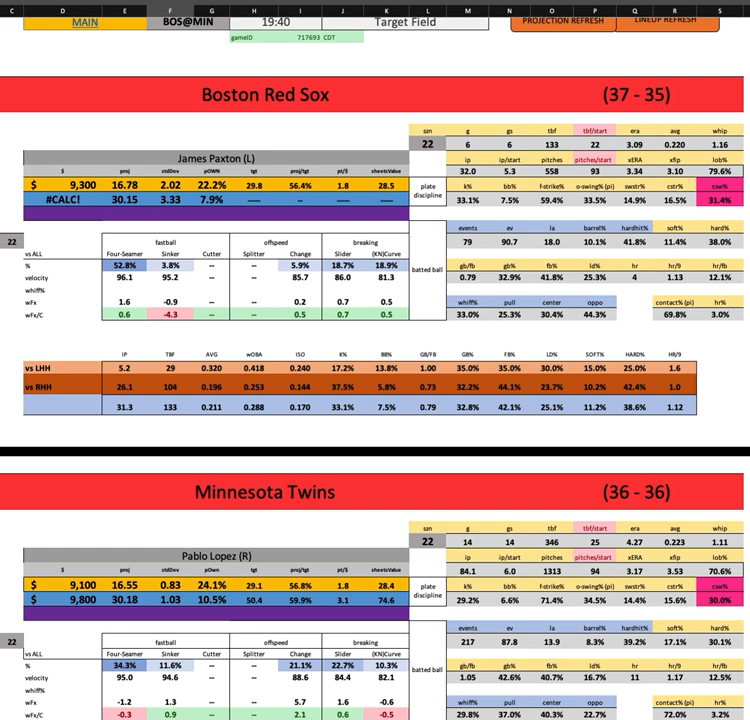 C D E F G H I J K L M N O P Q R S
MAIN BOS@MIN 19:40 Target Field PROJECTION REFRESH LINEUP REFRESH
gameID 717693 CDT
Boston Red Sox (37 - 35)
szn g gs tbf tbf/start era avg whip
22 6 6 133 22 3.09 0.220 1.16
James Paxton (L) ip ip/start pitches pitches/start xERA xfip lob%
$ proj stdDev pOWN tgt proj/tgt pt/$ sheetsValue 32.0 5.3 558 93 3.34 3.10 79.6%
$ 9,300 16.78 2.02 22.2% 29.8 56.4% 1.8 28.5 plate discipline k% bb% f-strike% o-swing% (pi) swstr% cstr% csw%
#CALC! 30.15 3.33 7.9% ----- ----- -- ----- 33.1% 7.5% 59.4% 33.5% 14.9% 16.5% 31.4%
events ev la barrel% hardhit% soft% hard%
22 fastball offspeed breaking 79 90.7 18.0 10.1% 41.8% 11.4% 38.0%
vs ALL Four-Seamer Sinker Cutter Splitter Change Slider (KN)Curve
% 52.8% 3.8% -- -- 5.9% 18.7% 18.9% batted ball gb/fb gb% fb% ld% hr hr/9 hr/fb
velocity 96.1 95.2 -- -- 85.7 86.0 81.3 0.79 32.9% 41.8% 25.3% 4 1.13 12.1%
whiff%
wFx 1.6 -0.9 -- -- 0.2 0.7 0.5 whiff% pull center oppo contact% (pi) hr%
wFx/C 0.6 -4.3 -- -- 0.5 0.7 0.5 33.0% 25.3% 30.4% 44.3% 69.8% 3.0%
IP TBF AVG wOBA ISO K% BB% GB/FB GB% FB% LD% SOFT% HARD% HR/9
vs LHH 5.2 29 0.320 0.418 0.240 17.2% 13.8% 1.00 35.0% 35.0% 30.0% 15.0% 25.0% 1.6
vs RHH 26.1 104 0.196 0.253 0.144 37.5% 5.8% 0.73 32.2% 44.1% 23.7% 10.2% 42.4% 1.0
31.3 133 0.211 0.288 0.170 33.1% 7.5% 0.79 32.8% 42.1% 25.1% 11.2% 38.6% 1.12
Minnesota Twins (36 - 36)
szn g gs tbf tbf/start era avg whip
22 14 14 346 25 4.27 0.223 1.11
Pablo Lopez (R) ip ip/start pitches pitches/start xERA xfip lob%
$ proj stdDev pOwn tgt proj/tgt pt/$ sheetsValue 84.1 6.0 1313 94 3.17 3.53 70.6%
$ 9,100 16.55 0.83 24.1% 29.1 56.8% 1.8 28.4 plate discipline k% bb% f-strike% o-swing% (pi) swstr% cstr% csw%
$ 9,800 30.18 1.03 10.5% 50.4 59.9% 3.1 74.6 29.2% 6.6% 71.4% 34.5% 14.4% 15.6% 30.0%
events ev la barrel% hardhit% soft% hard%
22 fastball offspeed breaking 217 87.8 13.9 8.3% 39.2% 17.1% 30.1%
vs ALL Four-Seamer Sinker Cutter Splitter Change Slider (KN)Curve
% 34.3% 11.6% -- -- 21.1% 22.7% 10.3% batted ball gb/fb gb% fb% ld% hr hr/9 hr/fb
velocity 95.0 94.6 -- -- 88.6 84.4 82.1 1.05 42.6% 40.7% 16.7% 11 1.17 12.5%
whiff%
wFx -1.2 1.3 -- -- 5.7 1.6 -0.6 whiff% pull center oppo contact% (pi) hr%
wFx/C -0.3 0.9 -- -- 2.1 0.6 -0.5 29.8% 37.0% 40.3% 22.7% 72.0% 3.2%